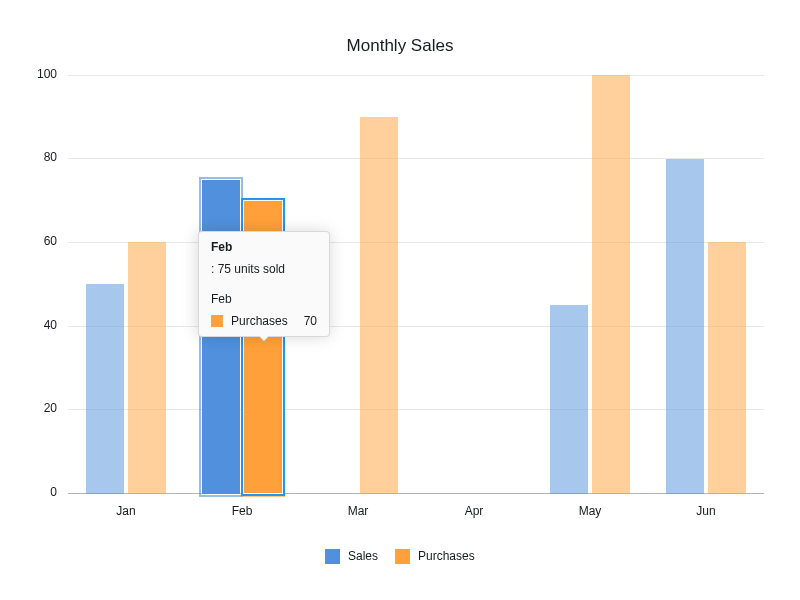 Monthly Sales
100
80
60
40
20
0
Feb
: 75 units sold
Feb
Purchases 70
Jan Feb Mar Apr May Jun
Sales Purchases